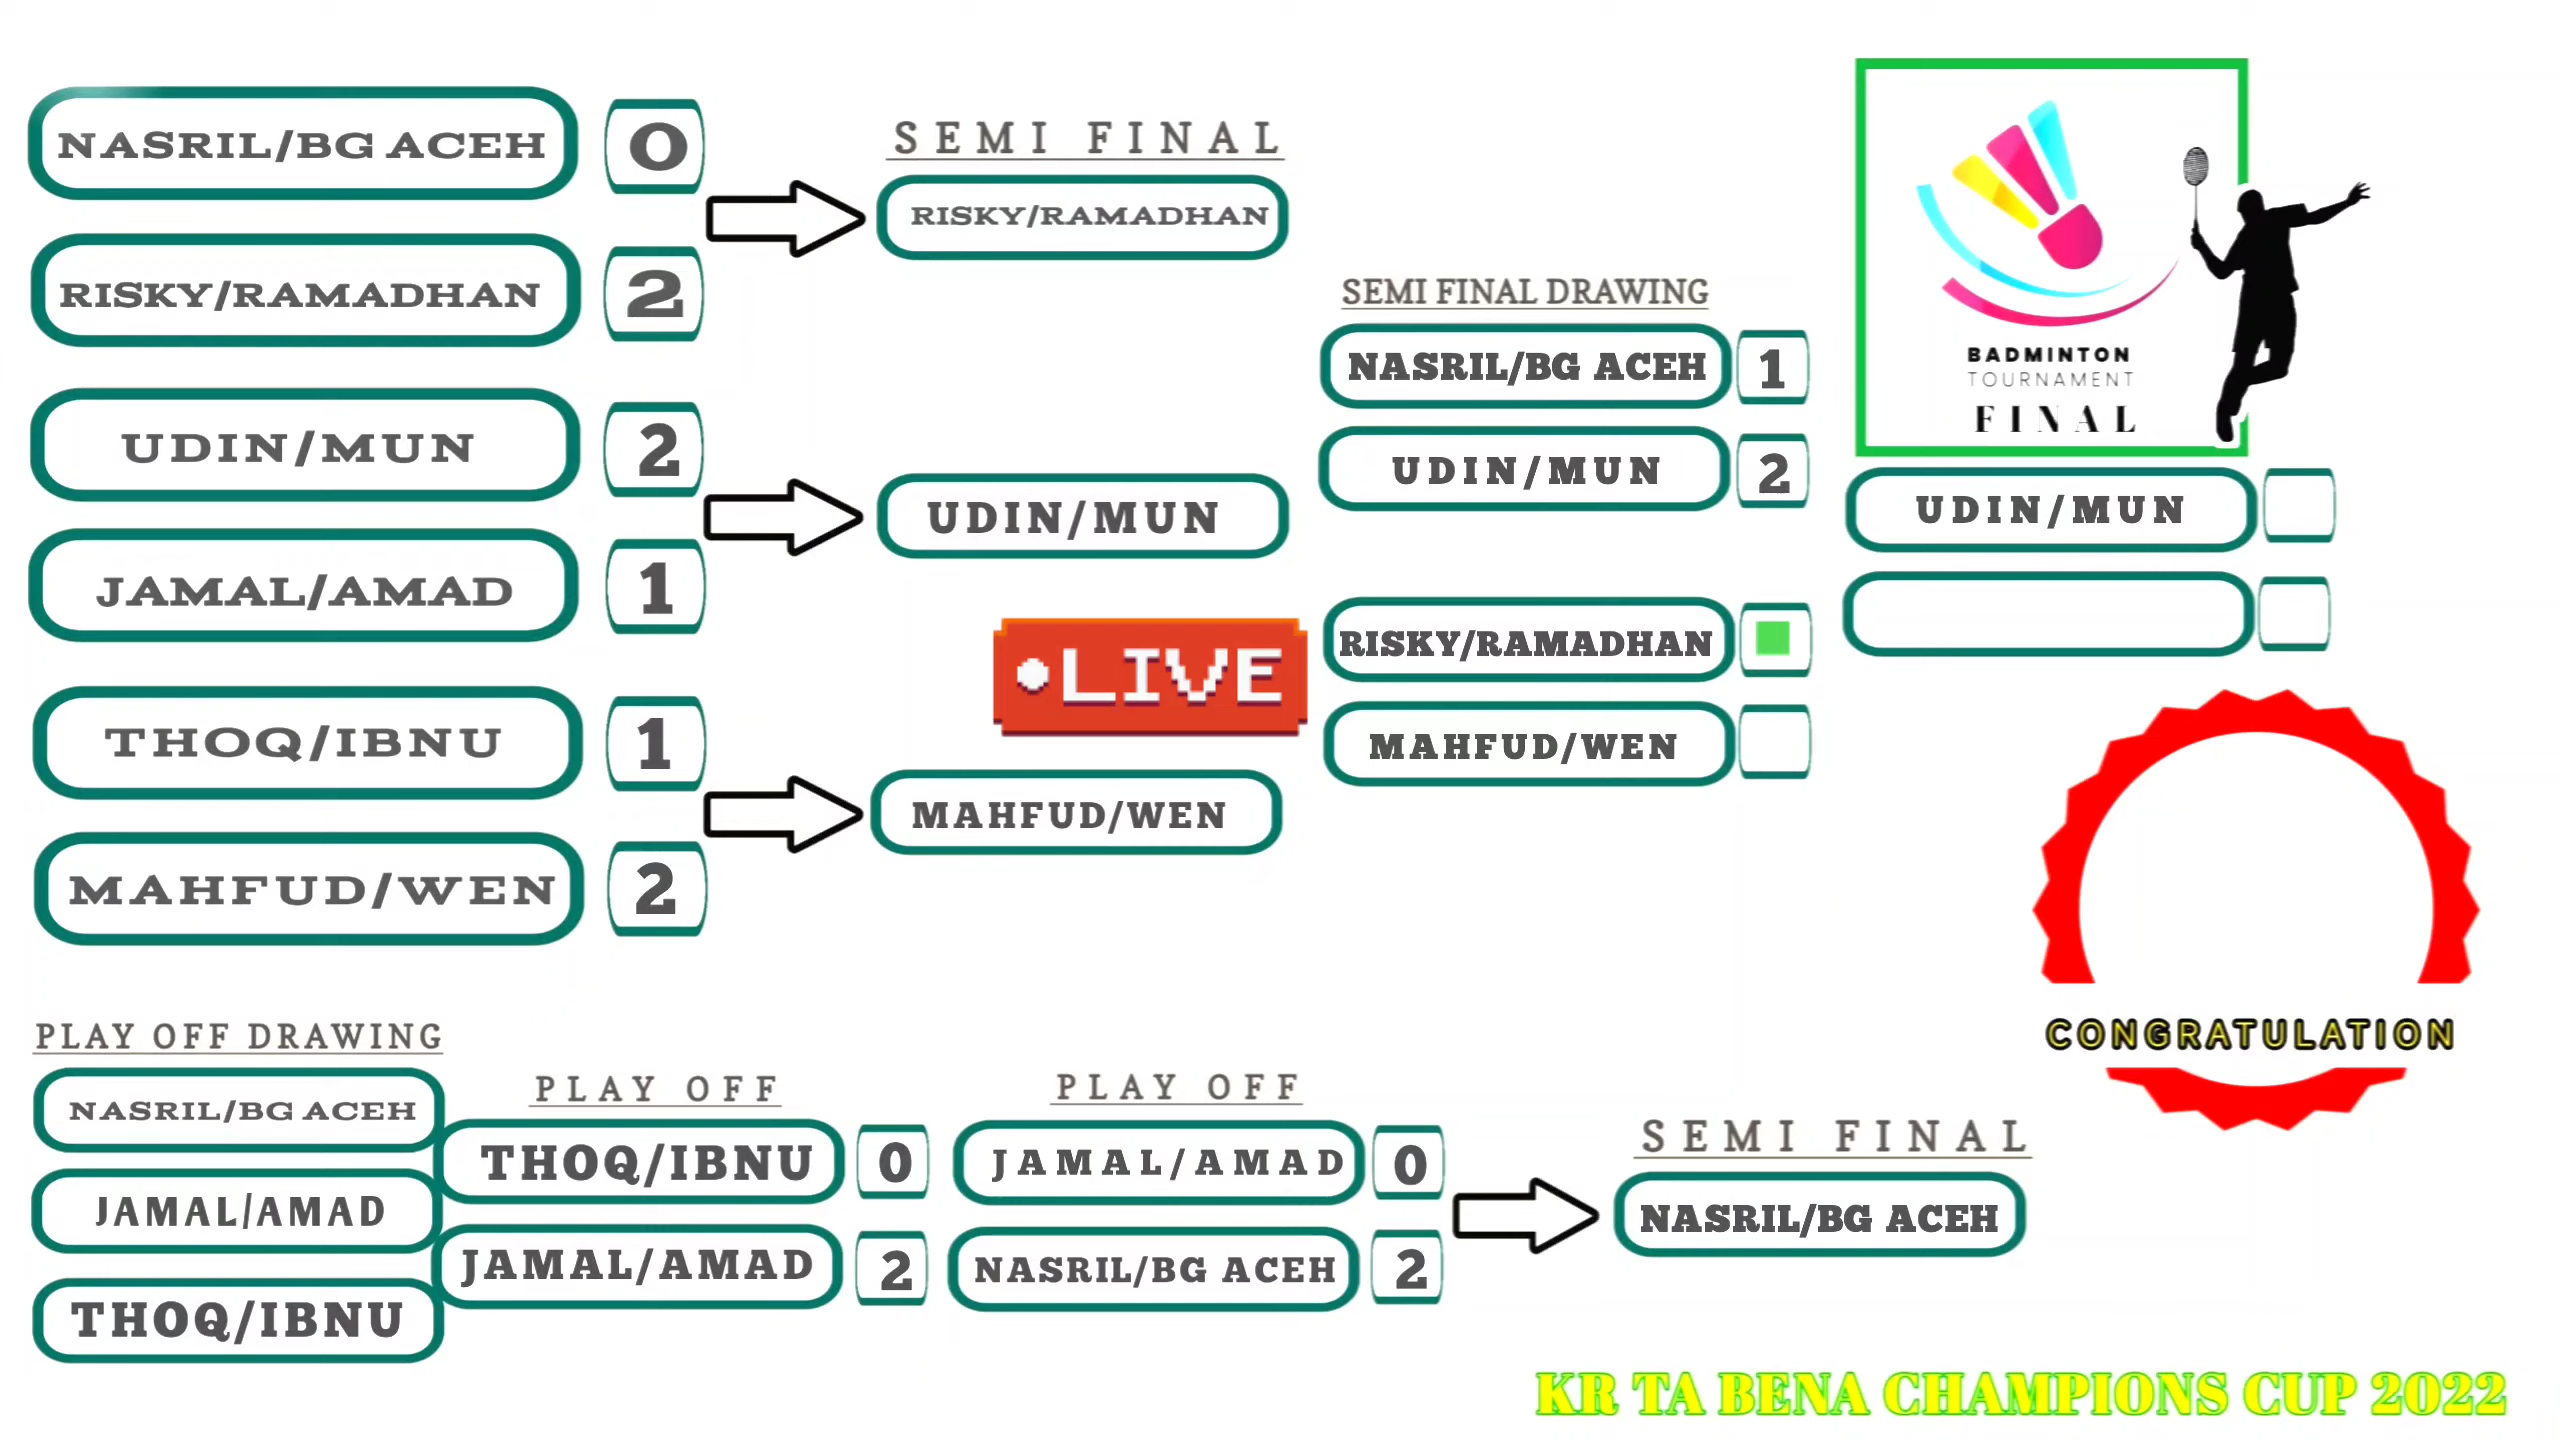 NASRIL/BG ACEH 0
RISKY/RAMADHAN 2
UDIN/MUN 2
JAMAL/AMAD 1
THOQ/IBNU 1
MAHFUD/WEN 2
SEMI FINAL
RISKY/RAMADHAN
UDIN/MUN
MAHFUD/WEN
LIVE
SEMI FINAL DRAWING
NASRIL/BG ACEH 1
UDIN/MUN 2
RISKY/RAMADHAN
MAHFUD/WEN
BADMINTON
TOURNAMENT
FINAL
UDIN/MUN
CONGRATULATION
PLAY OFF DRAWING
NASRIL/BG ACEH
JAMAL/AMAD
THOQ/IBNU
PLAY OFF
THOQ/IBNU 0
JAMAL/AMAD 2
PLAY OFF
JAMAL/AMAD 0
NASRIL/BG ACEH 2
SEMI FINAL
NASRIL/BG ACEH
KR TA BENA CHAMPIONS CUP 2022